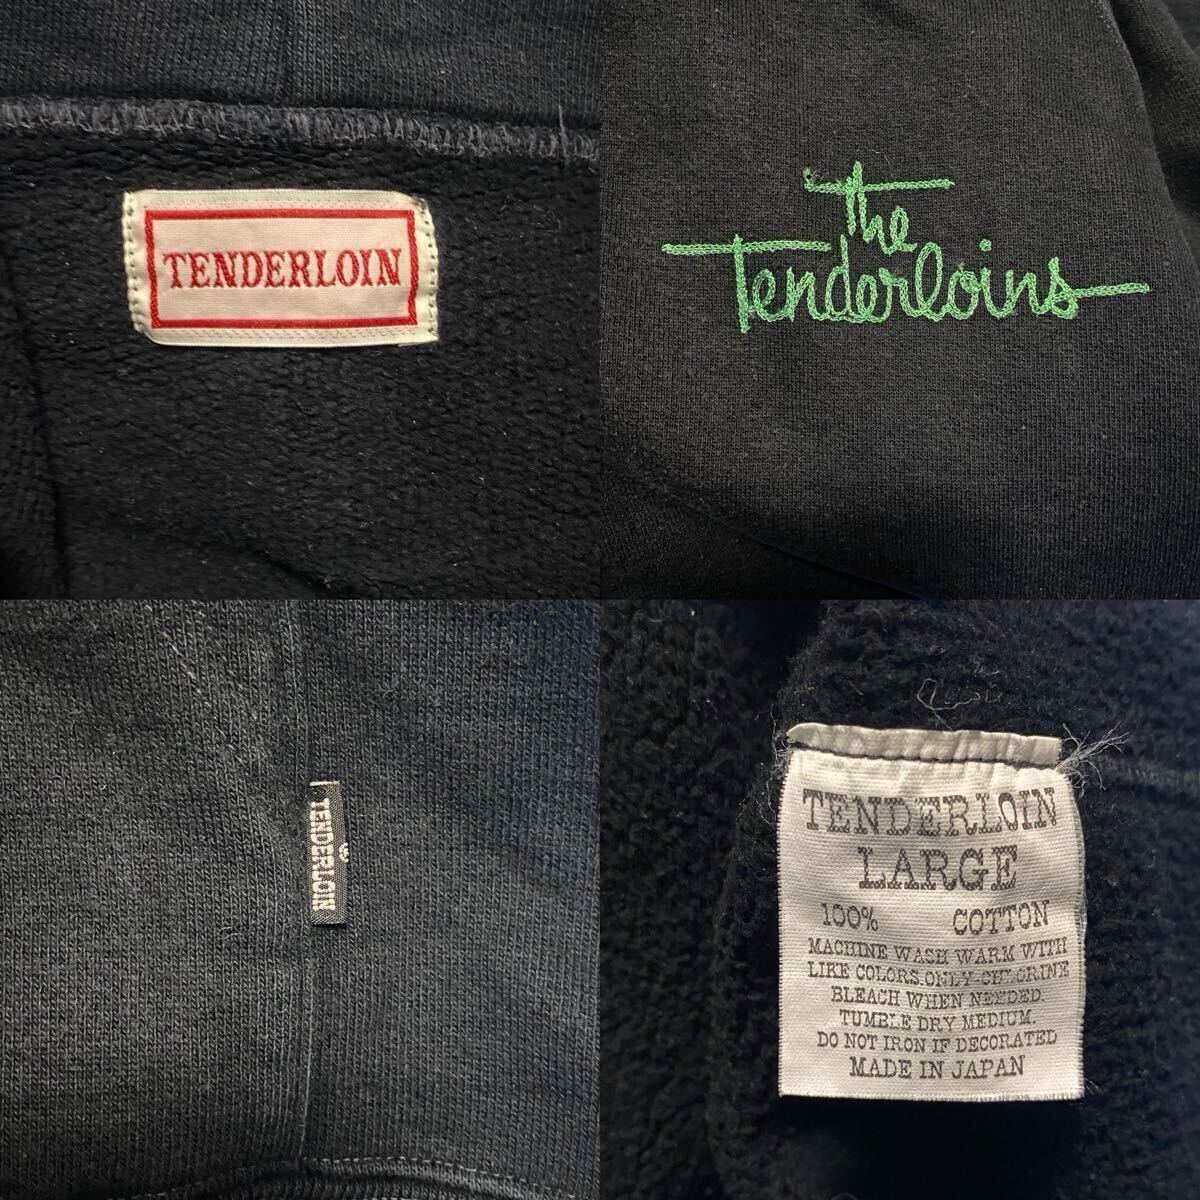 TENDERLOIN
the
Tenderloins
TENDERLOIN
TENDERLOIN
LARGE
100% COTTON
MACHINE WASH WARM WITH
LIKE COLORS.ONLY-CHLORINE
BLEACH WHEN NEEDED.
TUMBLE DRY MEDIUM.
DO NOT IRON IF DECORATED
MADE IN JAPAN